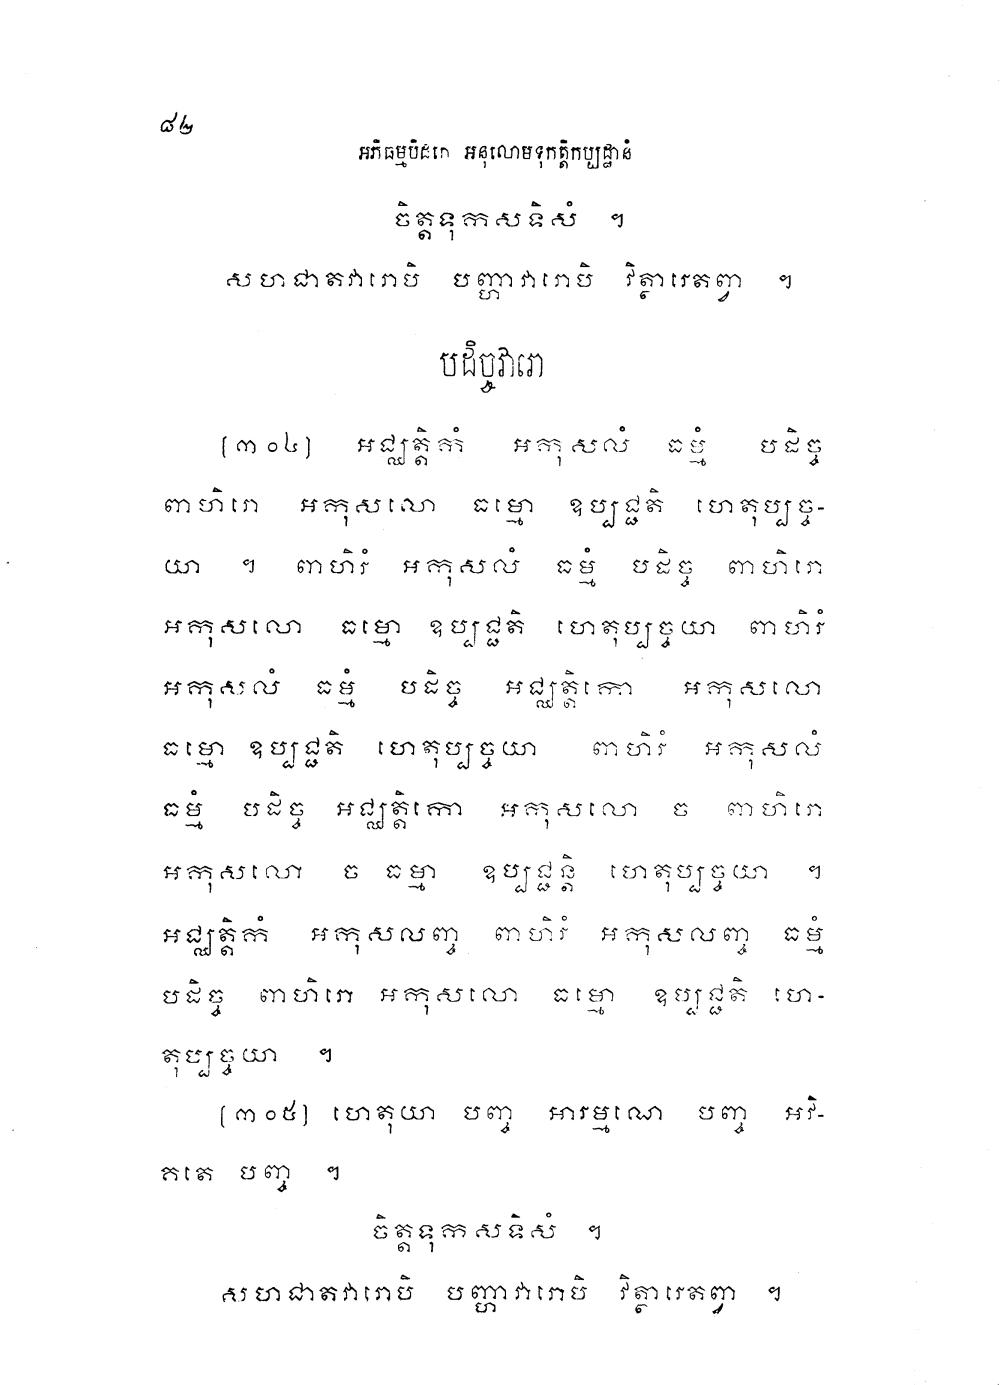 ៨២
អភិធម្មបិដកេ អនុលោមទុកត្តិកប្បដ្ឋានំ
ចិត្តទុកសទិសំ ។
សហជាតវារេបិ បញ្ហាវារេបិ វិត្ថារេតព្វា ។
បដិច្ចវារោ
[៣០៤] អជ្ឈត្តិកំ អកុសលំ ធម្មំ បដិច្ច
ពាហិរោ អកុសលោ ធម្មោ ឧប្បជ្ជតិ ហេតុប្បច្ច-
យា ។ ពាហិរំ អកុសលំ ធម្មំ បដិច្ច ពាហិរោ
អកុសលោ ធម្មោ ឧប្បជ្ជតិ ហេតុប្បច្ចយា ពាហិរំ
អកុសលំ ធម្មំ បដិច្ច អជ្ឈត្តិកោ អកុសលោ
ធម្មោ ឧប្បជ្ជតិ ហេតុប្បច្ចយា ពាហិរំ អកុសលំ
ធម្មំ បដិច្ច អជ្ឈត្តិកោ អកុសលោ ច ពាហិរោ
អកុសលោ ច ធម្មា ឧប្បជ្ជន្តិ ហេតុប្បច្ចយា ។
អជ្ឈត្តិកំ អកុសលញ្ច ពាហិរំ អកុសលញ្ច ធម្មំ
បដិច្ច ពាហិរោ អកុសលោ ធម្មោ ឧប្បជ្ជតិ ហេ-
តុប្បច្ចយា ។
[៣០៥] ហេតុយា បញ្ច អារម្មណេ បញ្ច អវិ-
កតេ បញ្ច ។
ចិត្តទុកសទិសំ ។
សហជាតវារេបិ បញ្ហាវារេបិ វិត្ថារេតព្វា ។